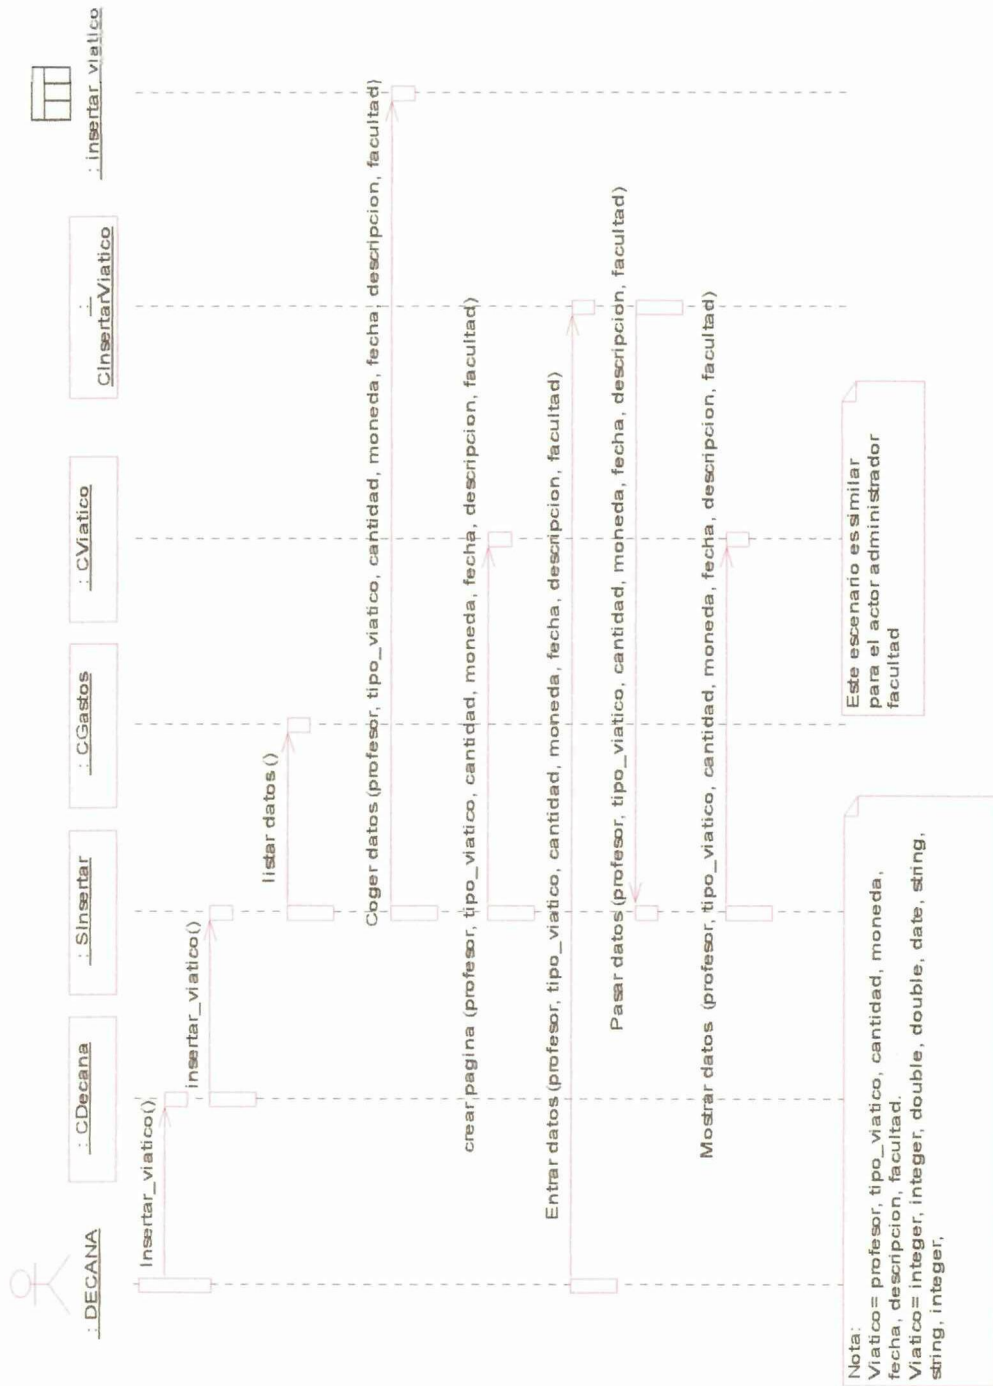 : DECANA
: CDecana
: SInsertar
: CGastos
: CViatico
:
CInsertarViatico
: insertar_viatico
Insertar_viatico()
insertar_viatico()
listar datos ()
Coger datos (profesor, tipo_viatico, cantidad, moneda, fecha, descripcion, facultad)
crear pagina (profesor, tipo_viatico, cantidad, moneda, fecha, descripcion, facultad)
Entrar datos (profesor, tipo_viatico, cantidad, moneda, fecha, descripcion, facultad)
Pasar datos (profesor, tipo_viatico, cantidad, moneda, fecha, descripcion, facultad)
Mostrar datos (profesor, tipo_viatico, cantidad, moneda, fecha, descripcion, facultad)
Nota:
Viatico= profesor, tipo_viatico, cantidad, moneda,
fecha, descripcion, facultad.
Viatico= integer, integer, double, double, date, string,
string, integer,
Este escenario es similar
para el actor administrador
facultad